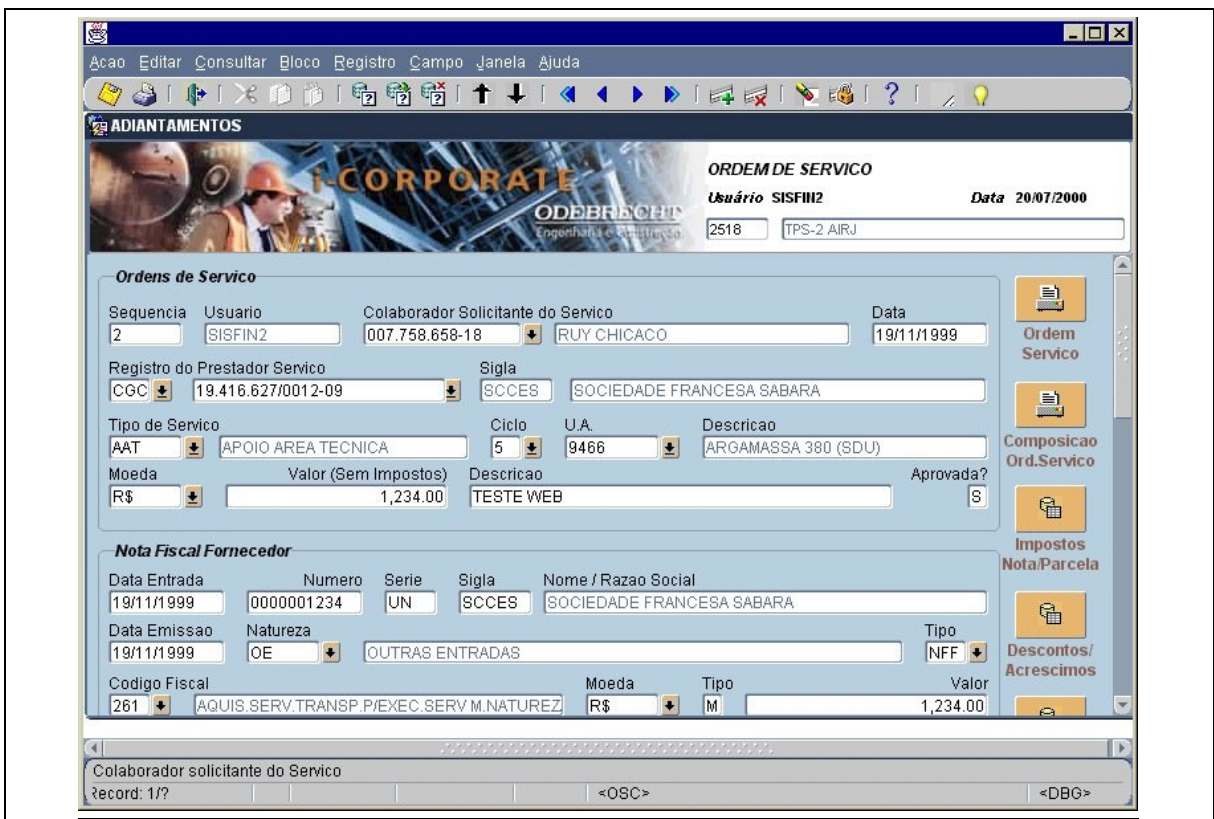 Acao Editar Consultar Bloco Registro Campo Janela Ajuda
ADIANTAMENTOS
i-CORPORATE
ODEBRECHT
Engenharia e
ORDEM DE SERVICO
Usuário SISFIN2 Data 20/07/2000
2518 TPS-2 AIRJ
Ordens de Servico
Sequencia Usuario Colaborador Solicitante do Servico Data
2 SISFIN2 007.758.658-18 RUY CHICACO 19/11/1999
Registro do Prestador Servico Sigla
CGC 19.416.627/0012-09 SCCES SOCIEDADE FRANCESA SABARA
Tipo de Servico Ciclo U.A. Descricao
AAT APOIO AREA TECNICA 5 9466 ARGAMASSA 380 (SDU)
Moeda Valor (Sem Impostos) Descricao Aprovada?
R$ 1,234.00 TESTE WEB S
Nota Fiscal Fornecedor
Data Entrada Numero Serie Sigla Nome / Razao Social
19/11/1999 0000001234 UN SCCES SOCIEDADE FRANCESA SABARA
Data Emissao Natureza Tipo
19/11/1999 OE OUTRAS ENTRADAS NFF
Codigo Fiscal Moeda Tipo Valor
261 AQUIS.SERV.TRANSP.P/EXEC.SERV M.NATUREZ R$ M 1,234.00
Ordem
Servico
Composicao
Ord.Servico
Impostos
Nota/Parcela
Descontos/
Acrescimos
Colaborador solicitante do Servico
Record: 1/? <OSC> <DBG>